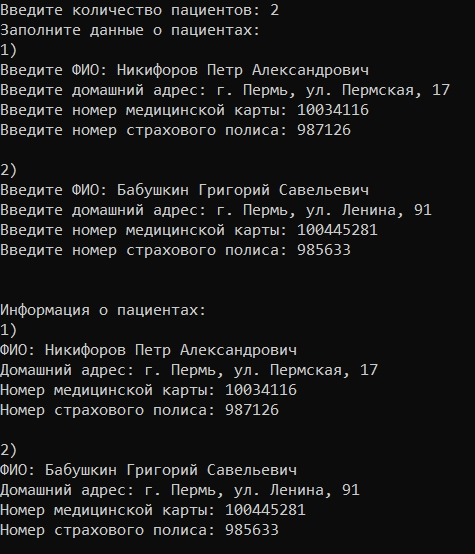 Введите количество пациентов: 2
Заполните данные о пациентах:
1)
Введите ФИО: Никифоров Петр Александрович
Введите домашний адрес: г. Пермь, ул. Пермская, 17
Введите номер медицинской карты: 10034116
Введите номер страхового полиса: 987126
2)
Введите ФИО: Бабушкин Григорий Савельевич
Введите домашний адрес: г. Пермь, ул. Ленина, 91
Введите номер медицинской карты: 100445281
Введите номер страхового полиса: 985633
Информация о пациентах:
1)
ФИО: Никифоров Петр Александрович
Домашний адрес: г. Пермь, ул. Пермская, 17
Номер медицинской карты: 10034116
Номер страхового полиса: 987126
2)
ФИО: Бабушкин Григорий Савельевич
Домашний адрес: г. Пермь, ул. Ленина, 91
Номер медицинской карты: 100445281
Номер страхового полиса: 985633